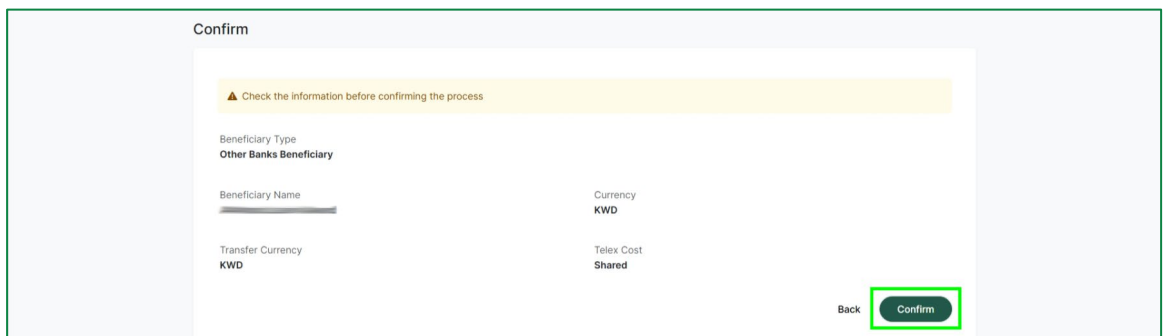 Confirm
Check the information before confirming the process
Beneficiary Type
Other Banks Beneficiary
Beneficiary Name
Currency
KWD
Transfer Currency
KWD
Telex Cost
Shared
Back
Confirm